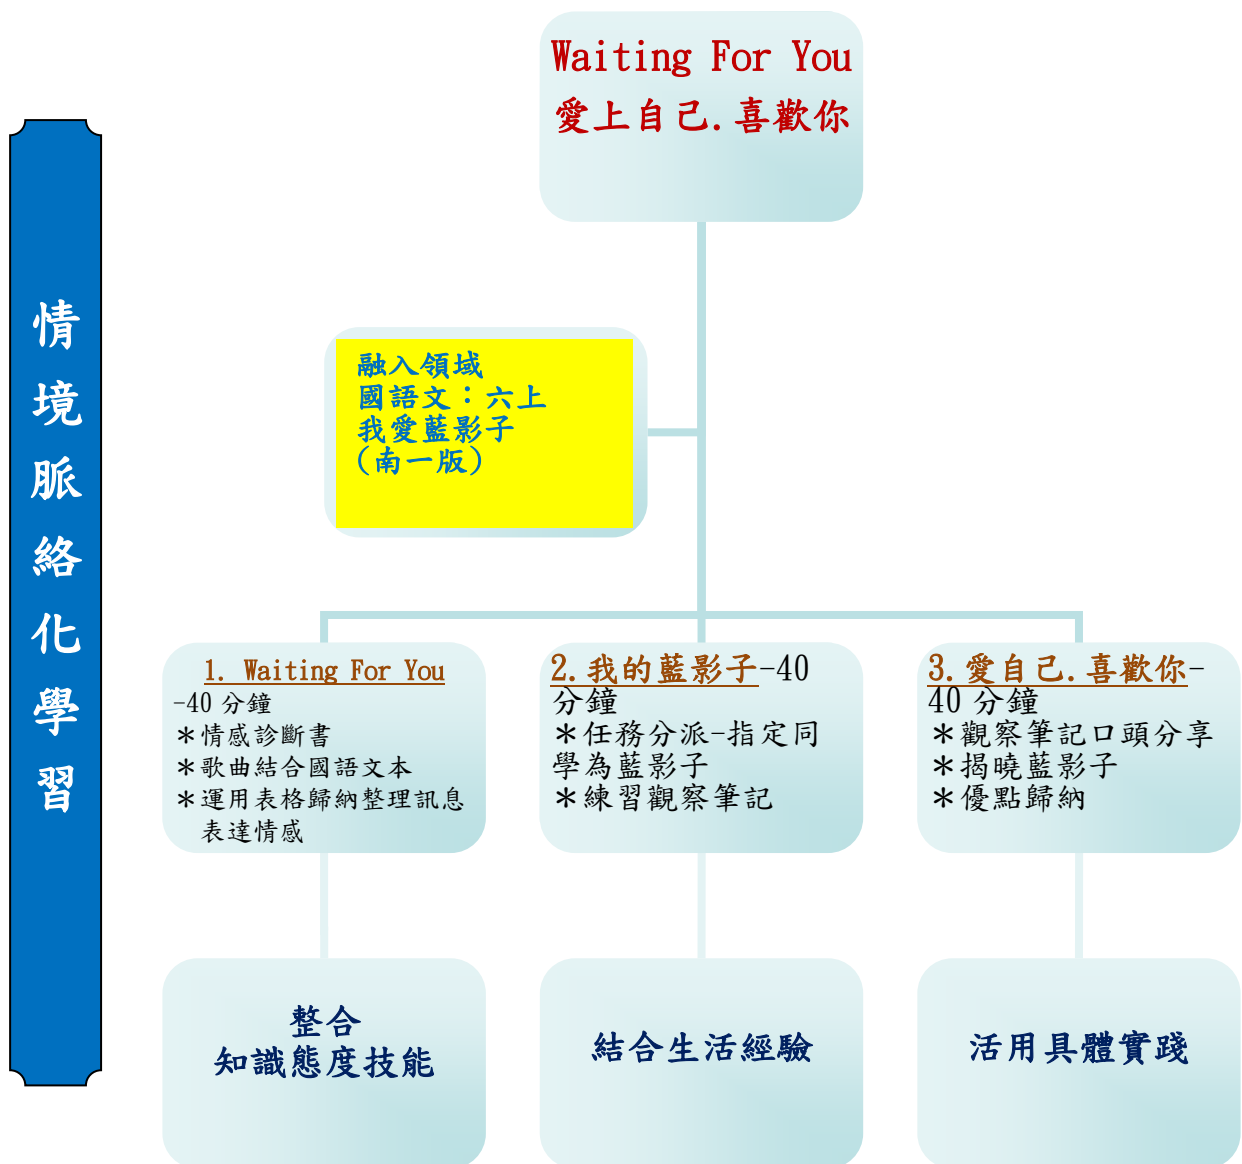 Waiting For You
愛上自己.喜歡你
情境脈絡化學習
融入領域
國語文：六上
我愛藍影子
(南一版)
1. Waiting For You
-40 分鐘
＊情感診斷書
＊歌曲結合國語文本
＊運用表格歸納整理訊息
表達情感
2.我的藍影子-40
分鐘
＊任務分派-指定同
學為藍影子
＊練習觀察筆記
3.愛自己.喜歡你-
40 分鐘
＊觀察筆記口頭分享
＊揭曉藍影子
＊優點歸納
整合
知識態度技能
結合生活經驗
活用具體實踐